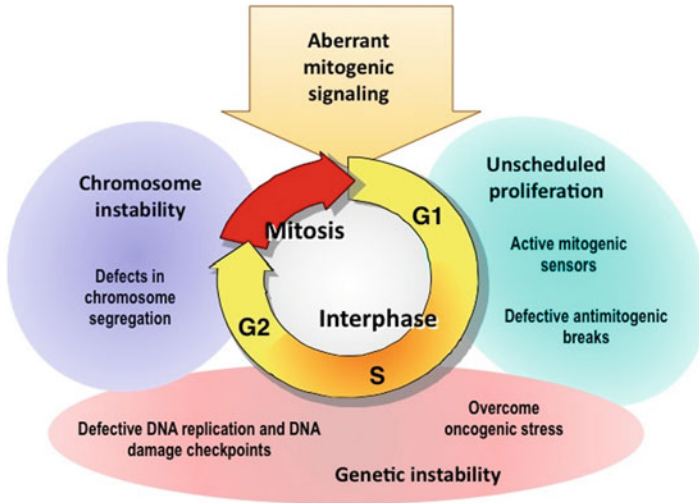 Aberrant
mitogenic
signaling
Chromosome
instability
Defects in
chromosome
segregation
Unscheduled
proliferation
Active mitogenic
sensors
Defective antimitogenic
breaks
Mitosis
G1
Interphase
G2
S
Defective DNA replication and DNA
damage checkpoints
Overcome
oncogenic stress
Genetic instability